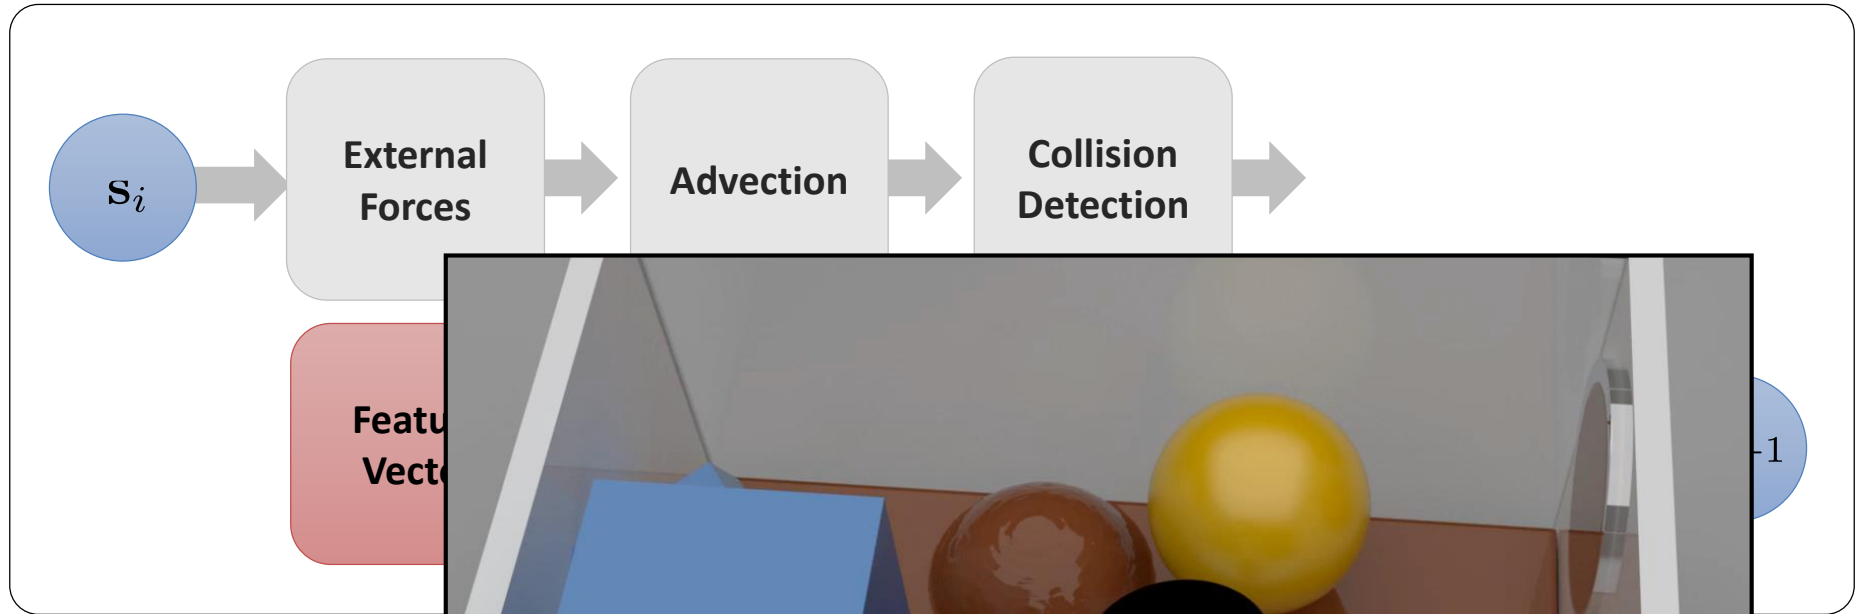 External
Forces
Advection
Collision
Detection
s_i
Featu
Vect
-1